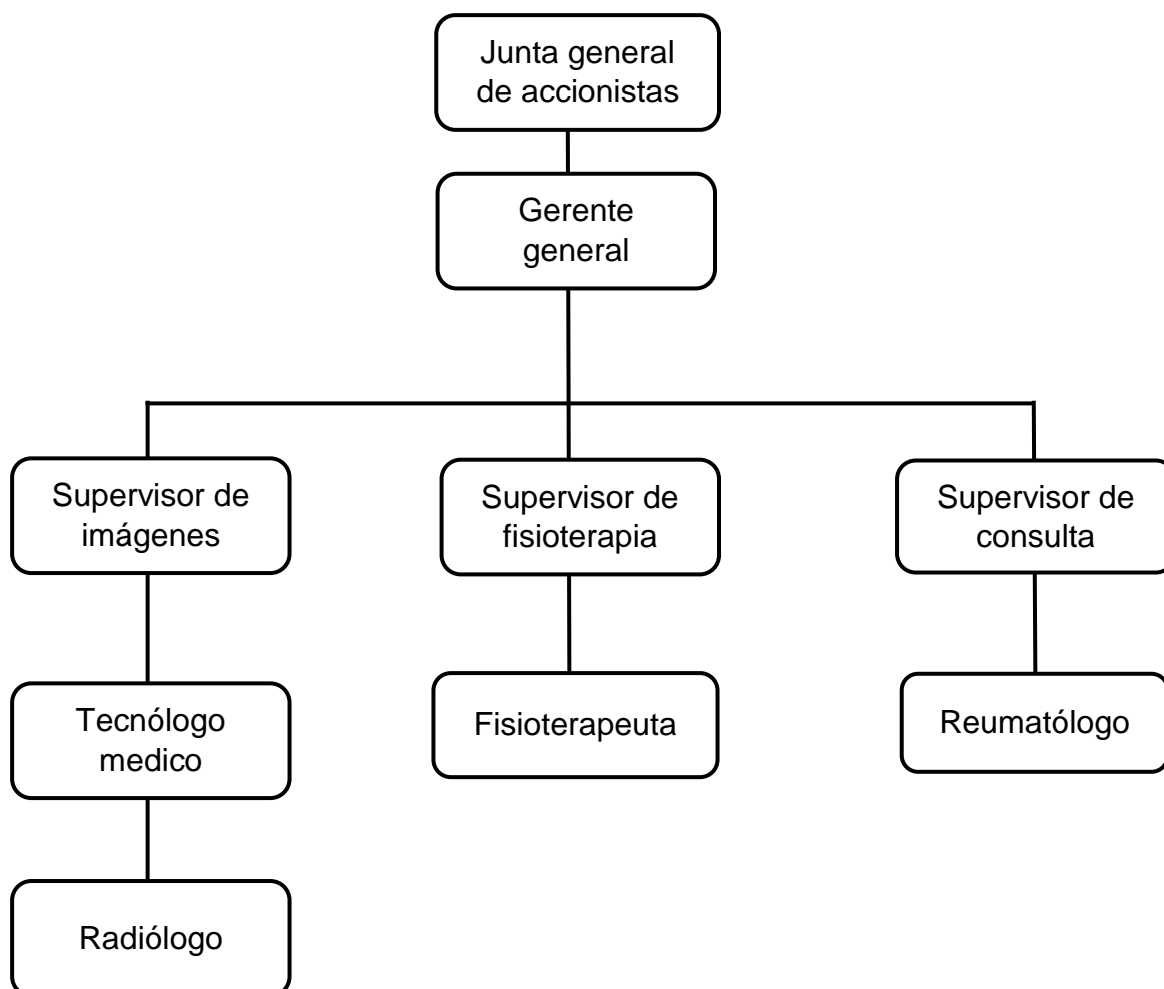 Junta general
de accionistas
Gerente
general
Supervisor de
imágenes
Supervisor de
fisioterapia
Supervisor de
consulta
Tecnólogo
medico
Fisioterapeuta
Reumatólogo
Radiólogo